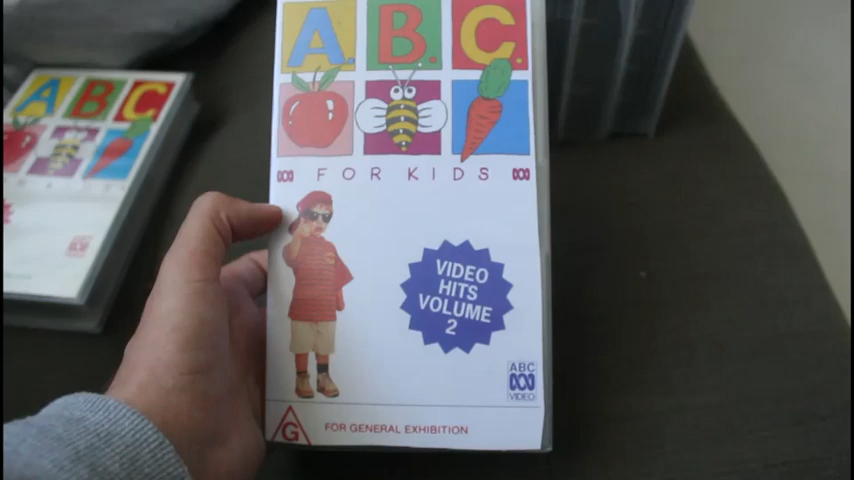 A. B. C.
FOR KIDS
VIDEO
HITS
VOLUME
2
ABC
VIDEO
G FOR GENERAL EXHIBITION
A B C